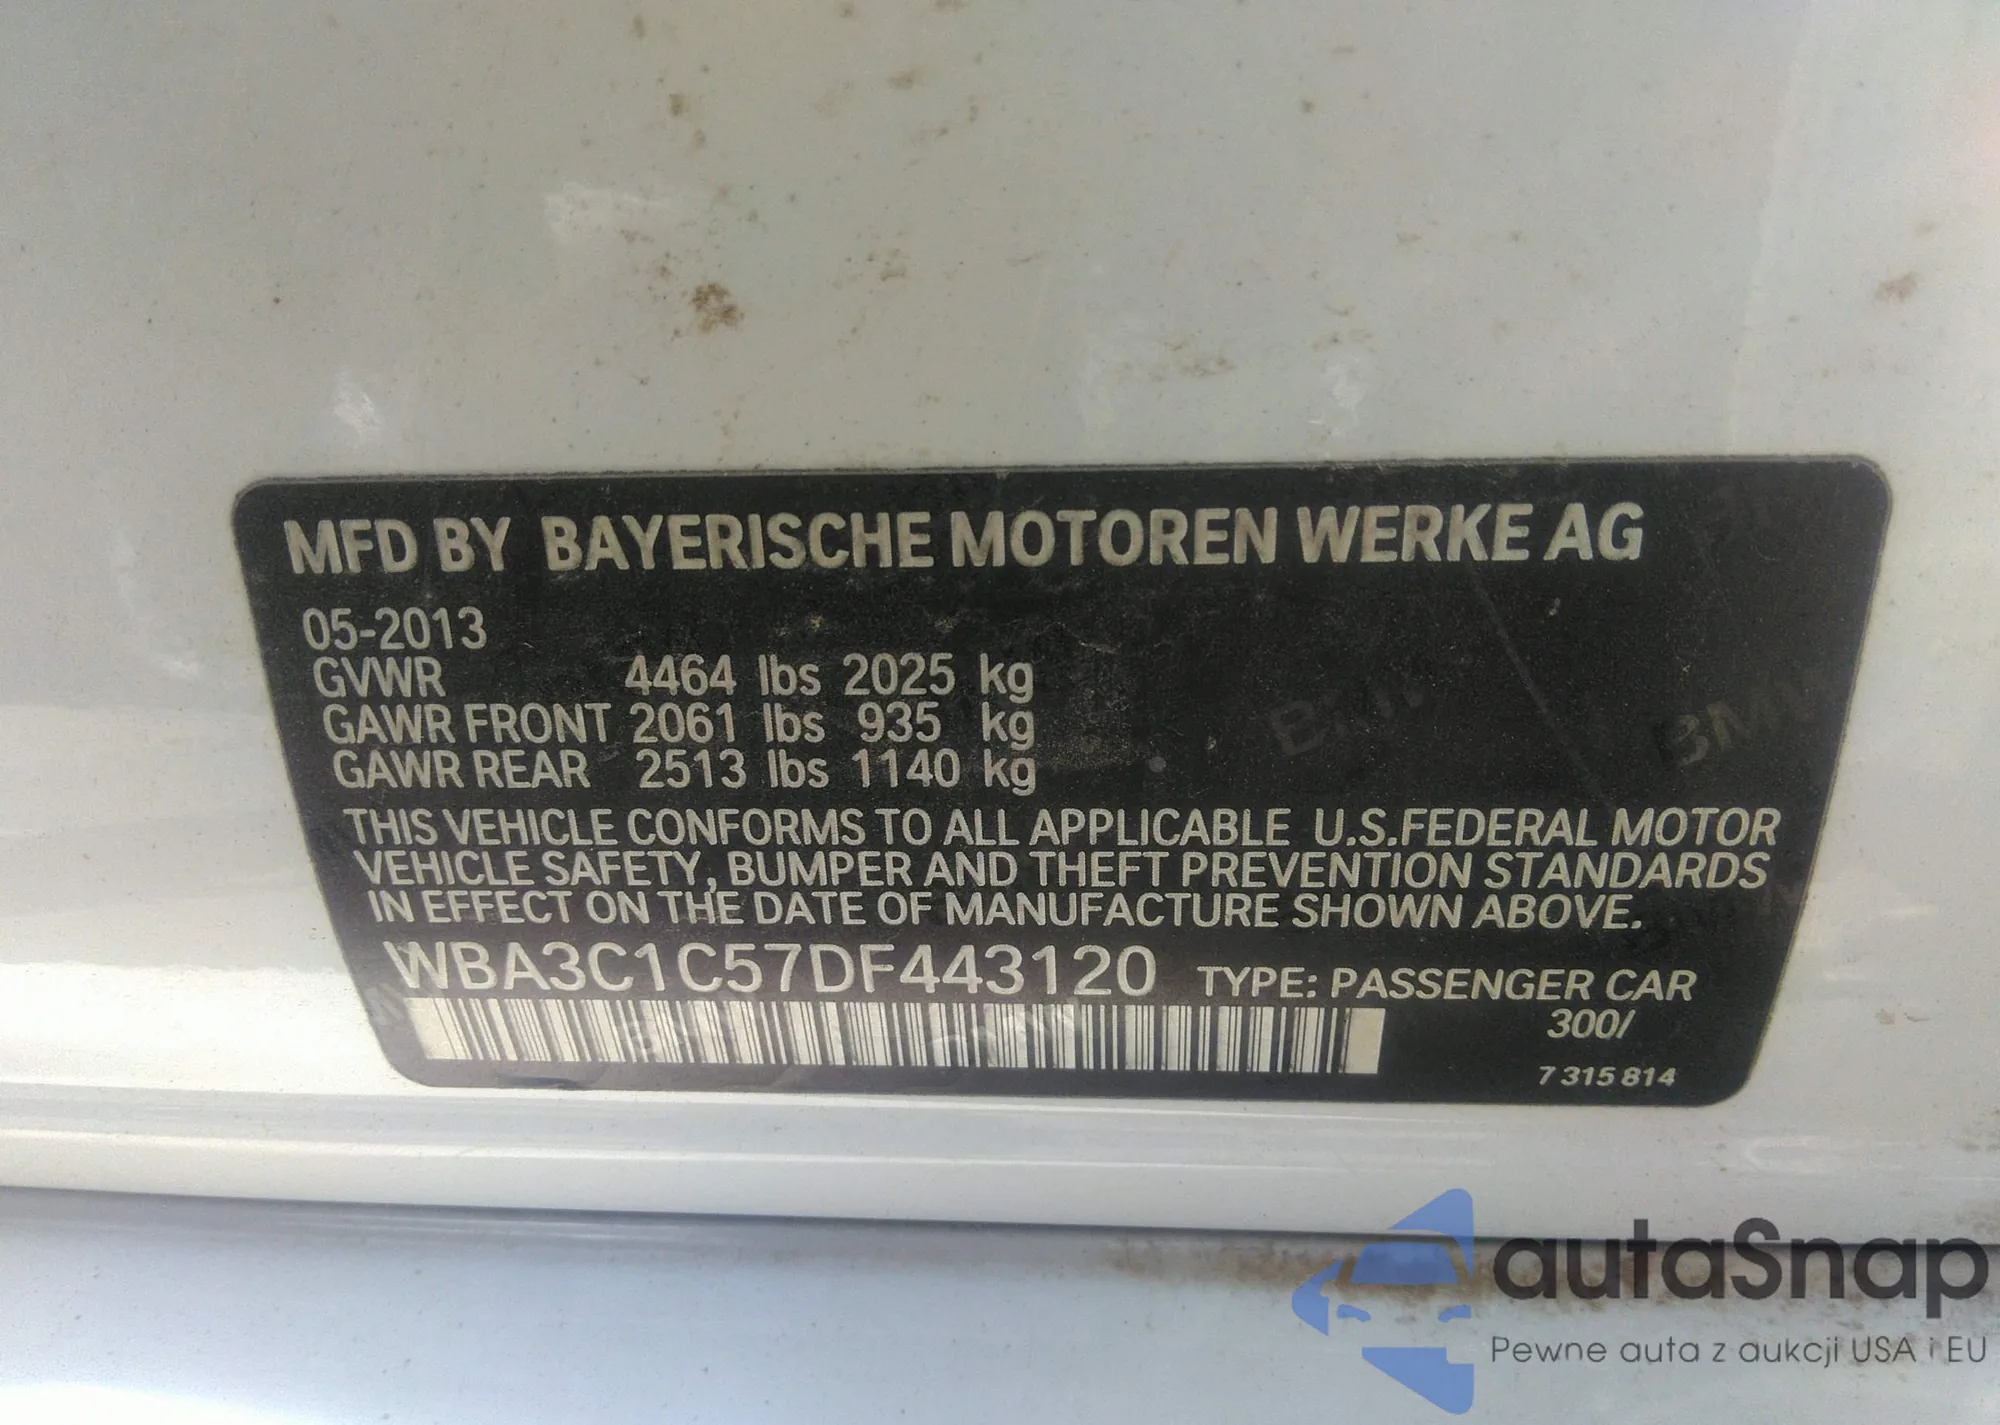 MFD BY BAYERISCHE MOTOREN WERKE AG
05-2013
GVWR 4464 lbs 2025 kg
GAWR FRONT 2061 lbs 935 kg
GAWR REAR 2513 lbs 1140 kg
THIS VEHICLE CONFORMS TO ALL APPLICABLE U.S.FEDERAL MOTOR
VEHICLE SAFETY, BUMPER AND THEFT PREVENTION STANDARDS
IN EFFECT ON THE DATE OF MANUFACTURE SHOWN ABOVE.
WBA3C1C57DF443120 TYPE: PASSENGER CAR
300/
7 315 814
BMW
BMW
autaSnap
Pewne auta z aukcji USA i EU